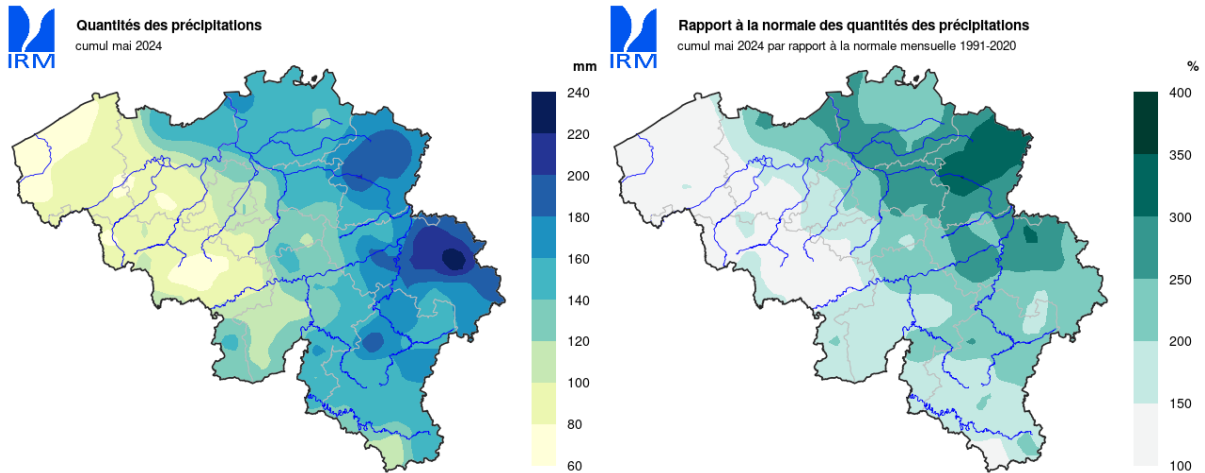 IRM
Quantités des précipitations
cumul mai 2024
mm
240
220
200
180
160
140
120
100
80
60
IRM
Rapport à la normale des quantités des précipitations
cumul mai 2024 par rapport à la normale mensuelle 1991-2020
%
400
350
300
250
200
150
100